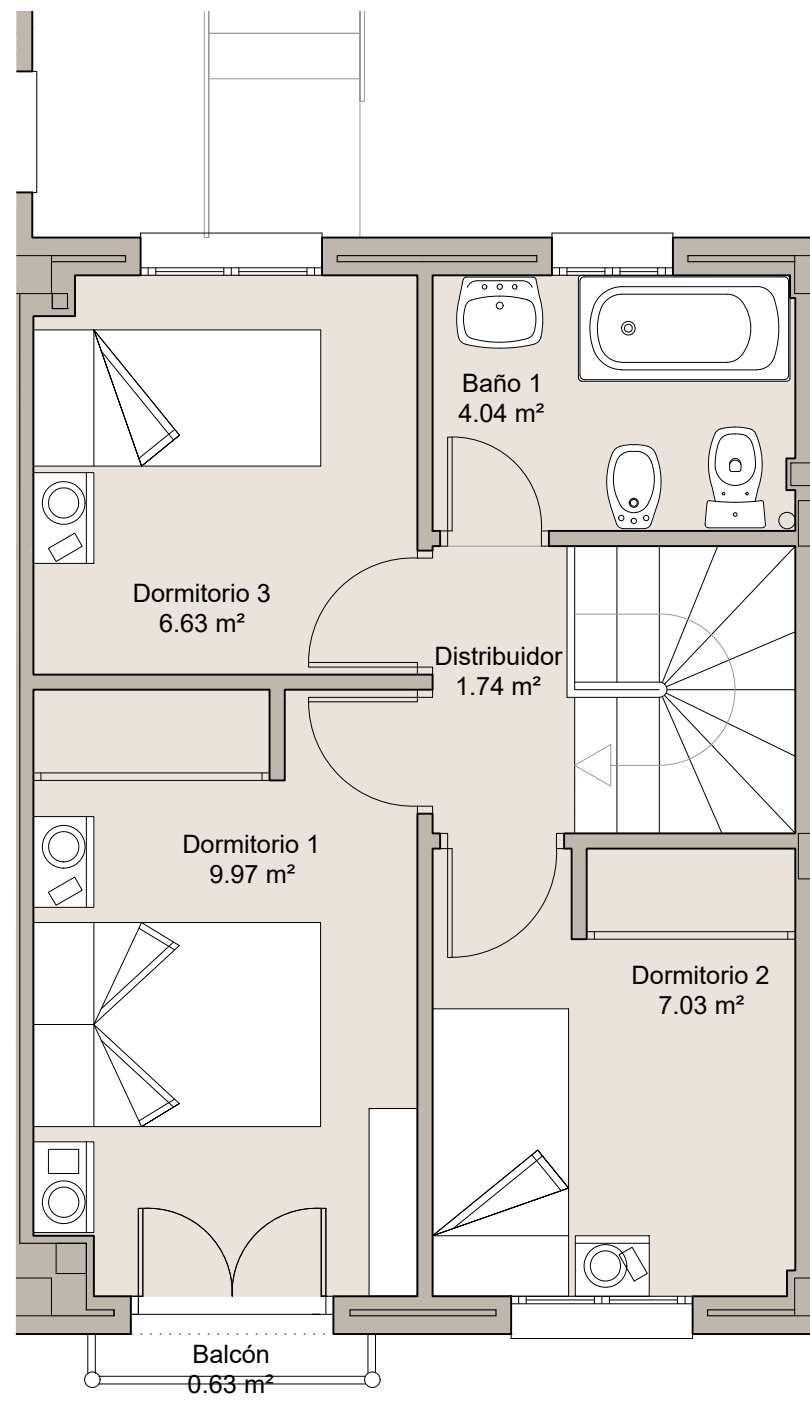 Baño 1
4.04 m²
Dormitorio 3
6.63 m²
Distribuidor
1.74 m²
Dormitorio 1
9.97 m²
Dormitorio 2
7.03 m²
Balcón
0.63 m²